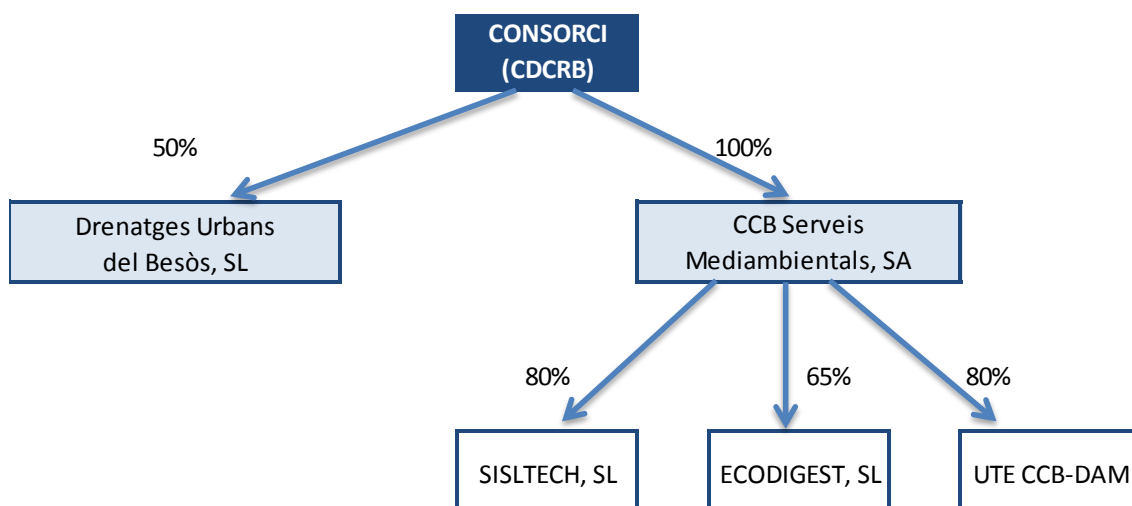 CONSORCI
(CDCRB)
50%
100%
Drenatges Urbans
del Besòs, SL
CCB Serveis
Mediambientals, SA
80%
65%
80%
SISLTECH, SL
ECODIGEST, SL
UTE CCB-DAM